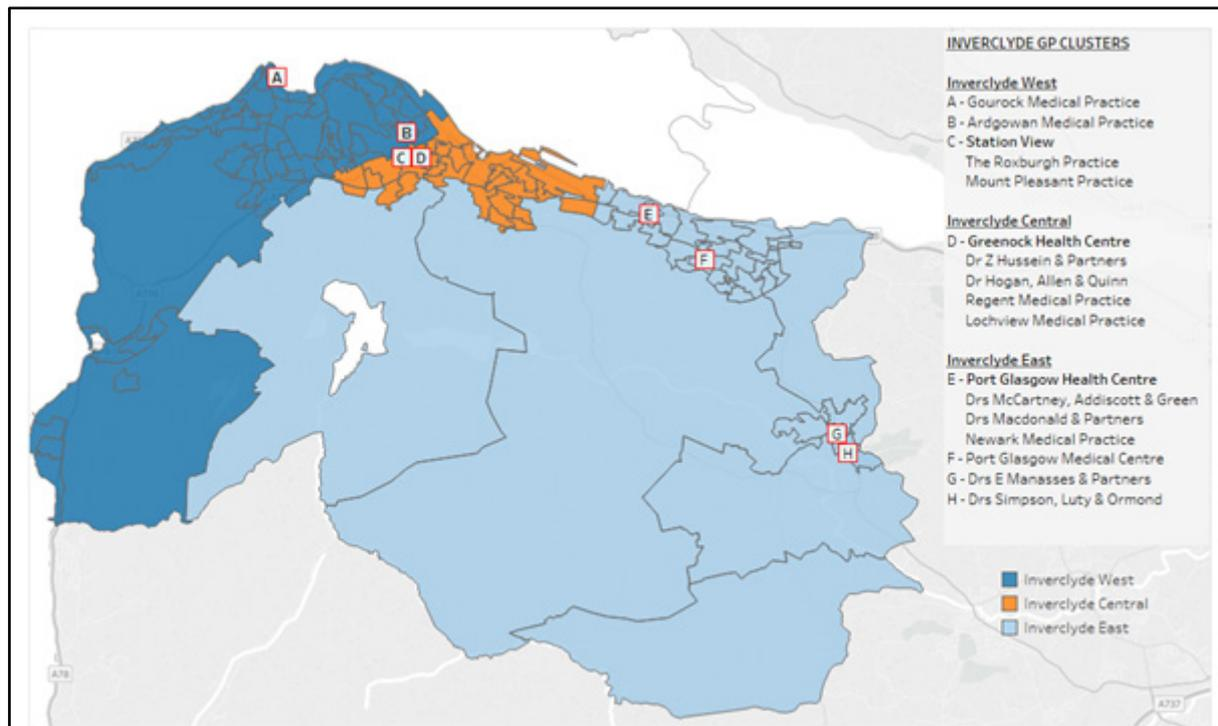 INVERCLYDE GP CLUSTERS
Inverclyde West
A - Gourock Medical Practice
B - Ardgowan Medical Practice
C - Station View
The Roxburgh Practice
Mount Pleasant Practice
Inverclyde Central
D - Greenock Health Centre
Dr Z Hussein & Partners
Dr Hogan, Allen & Quinn
Regent Medical Practice
Lochview Medical Practice
Inverclyde East
E - Port Glasgow Health Centre
Drs McCartney, Addiscott & Green
Drs Macdonald & Partners
Newark Medical Practice
F - Port Glasgow Medical Centre
G - Drs E Manasses & Partners
H - Drs Simpson, Luty & Ormond
Inverclyde West
Inverclyde Central
Inverclyde East
A
B
C D
E
F
G
H
A78
A737